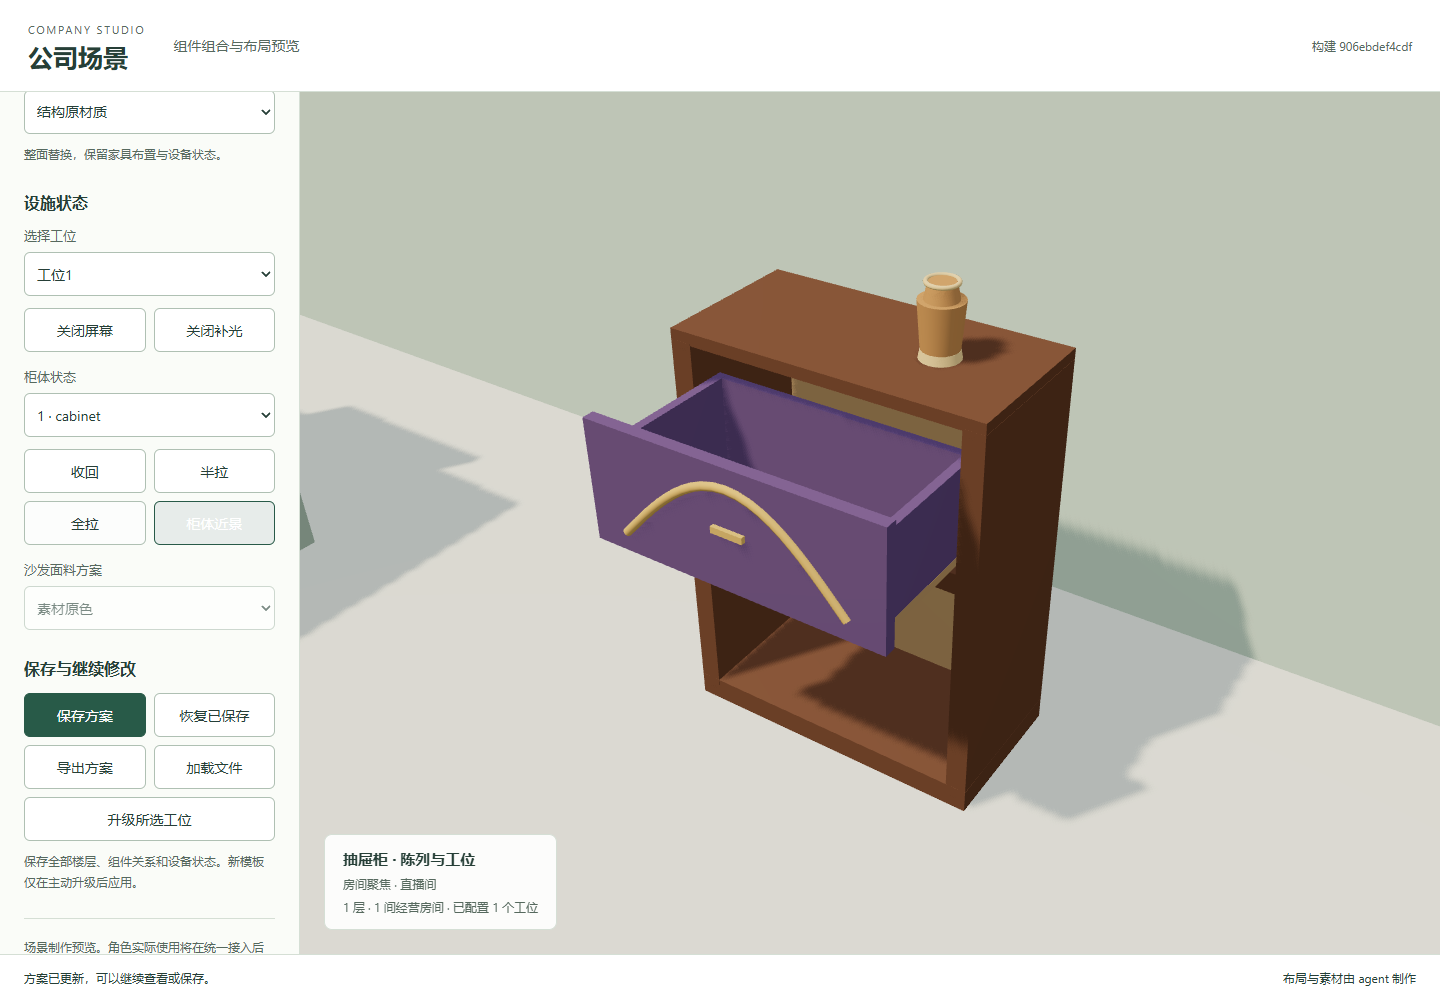 COMPANY STUDIO
公司场景
组件组合与布局预览
构建 906ebdef4cdf
结构原材质
整面替换，保留家具布置与设备状态。
设施状态
选择工位
工位1
关闭屏幕
关闭补光
柜体状态
1 · cabinet
收回
半拉
全拉
柜体近景
沙发面料方案
素材原色
保存与继续修改
保存方案
恢复已保存
导出方案
加载文件
升级所选工位
保存全部楼层、组件关系和设备状态。新模板
仅在主动升级后应用。
场景制作预览。角色实际使用将在统一接入后
抽屉柜 · 陈列与工位
房间聚焦 · 直播间
1 层 · 1 间经营房间 · 已配置 1 个工位
方案已更新，可以继续查看或保存。
布局与素材由 agent 制作